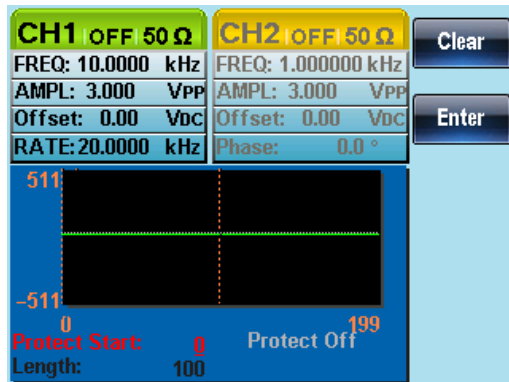 CH1 OFF 50 Ω
CH2 OFF 50 Ω
Clear
FREQ: 10.0000 kHz
FREQ: 1.000000 kHz
AMPL: 3.000 VPP
AMPL: 3.000 VPP
Offset: 0.00 VDC
Offset: 0.00 VDC
Enter
RATE: 20.0000 kHz
Phase: 0.0 °
511
-511
0
199
Protect Start: 0
Protect Off
Length: 100